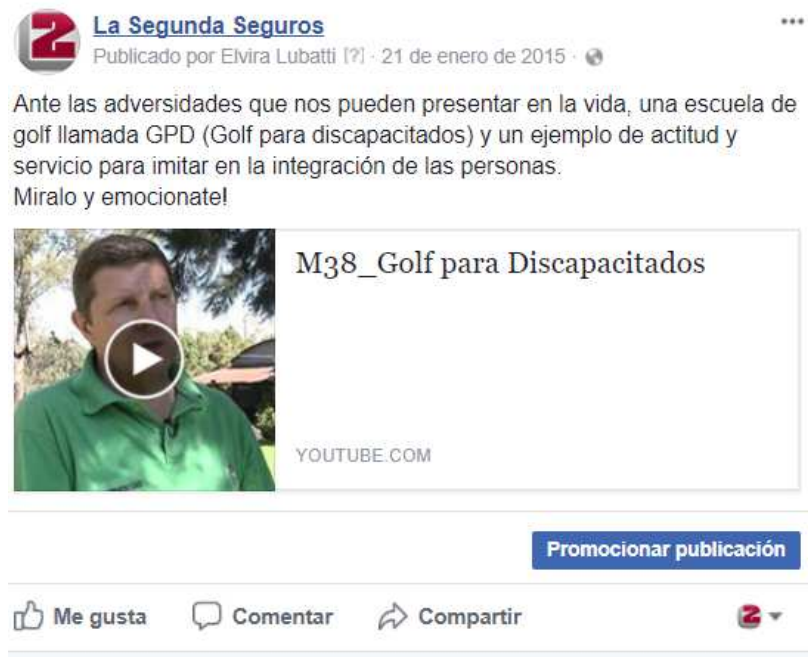 La Segunda Seguros
Publicado por Elvira Lubatti [?] · 21 de enero de 2015 ·
Ante las adversidades que nos pueden presentar en la vida, una escuela de
golf llamada GPD (Golf para discapacitados) y un ejemplo de actitud y
servicio para imitar en la integración de las personas.
Miralo y emocionate!
M38_Golf para Discapacitados
YOUTUBE.COM
Promocionar publicación
Me gusta Comentar Compartir